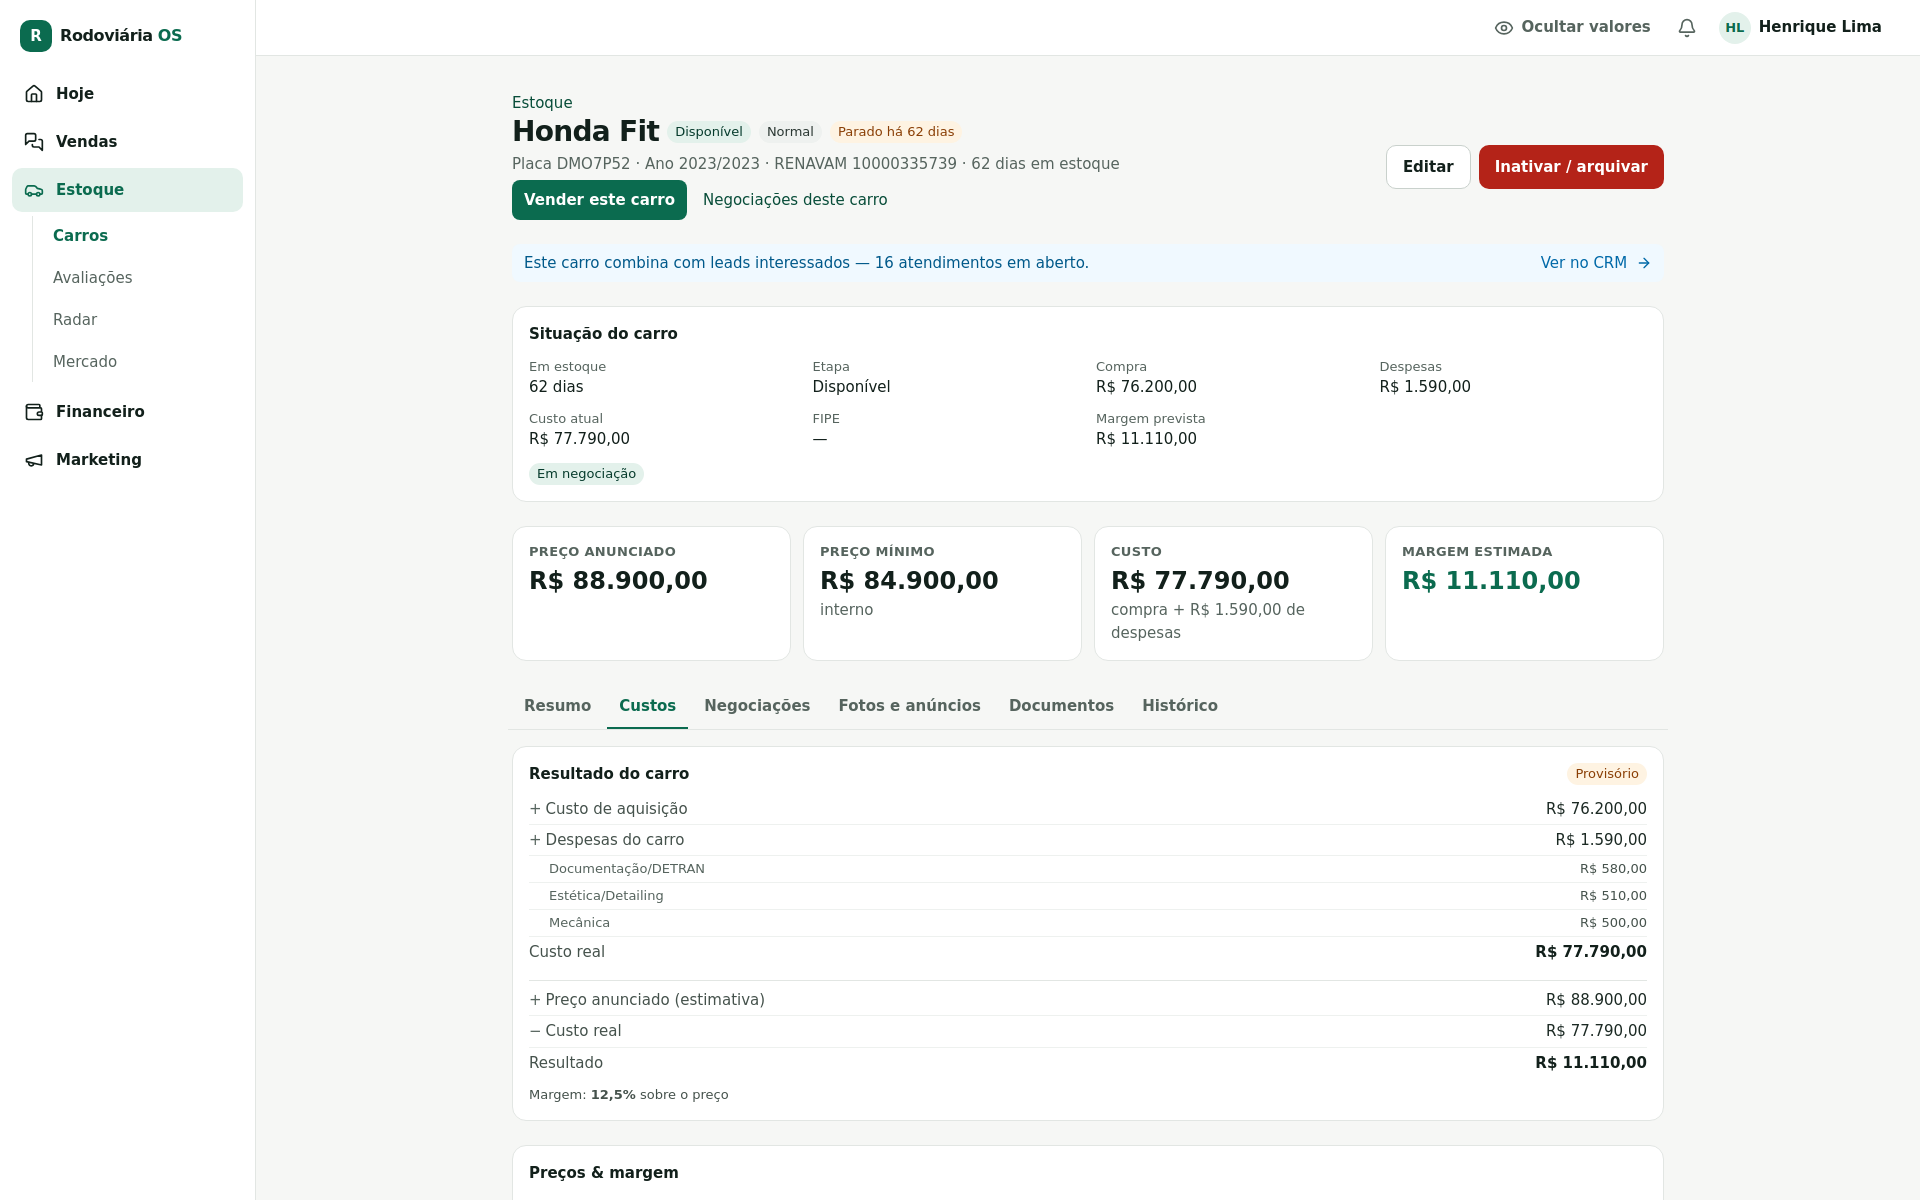 R
Rodoviária OS
Hoje
Vendas
Estoque
Carros
Avaliações
Radar
Mercado
Financeiro
Marketing
Ocultar valores
HL
Henrique Lima
Estoque
Honda Fit
Disponível
Normal
Parado há 62 dias
Placa DMO7P52 · Ano 2023/2023 · RENAVAM 10000335739 · 62 dias em estoque
Vender este carro
Negociações deste carro
Editar
Inativar / arquivar
Este carro combina com leads interessados — 16 atendimentos em aberto.
Ver no CRM →
Situação do carro
Em estoque
62 dias
Etapa
Disponível
Compra
R$ 76.200,00
Despesas
R$ 1.590,00
Custo atual
R$ 77.790,00
FIPE
—
Margem prevista
R$ 11.110,00
Em negociação
PREÇO ANUNCIADO
R$ 88.900,00
PREÇO MÍNIMO
R$ 84.900,00
interno
CUSTO
R$ 77.790,00
compra + R$ 1.590,00 de
despesas
MARGEM ESTIMADA
R$ 11.110,00
Resumo
Custos
Negociações
Fotos e anúncios
Documentos
Histórico
Resultado do carro
Provisório
+ Custo de aquisição R$ 76.200,00
+ Despesas do carro R$ 1.590,00
Documentação/DETRAN R$ 580,00
Estética/Detailing R$ 510,00
Mecânica R$ 500,00
Custo real R$ 77.790,00
+ Preço anunciado (estimativa) R$ 88.900,00
− Custo real R$ 77.790,00
Resultado R$ 11.110,00
Margem: 12,5% sobre o preço
Preços & margem